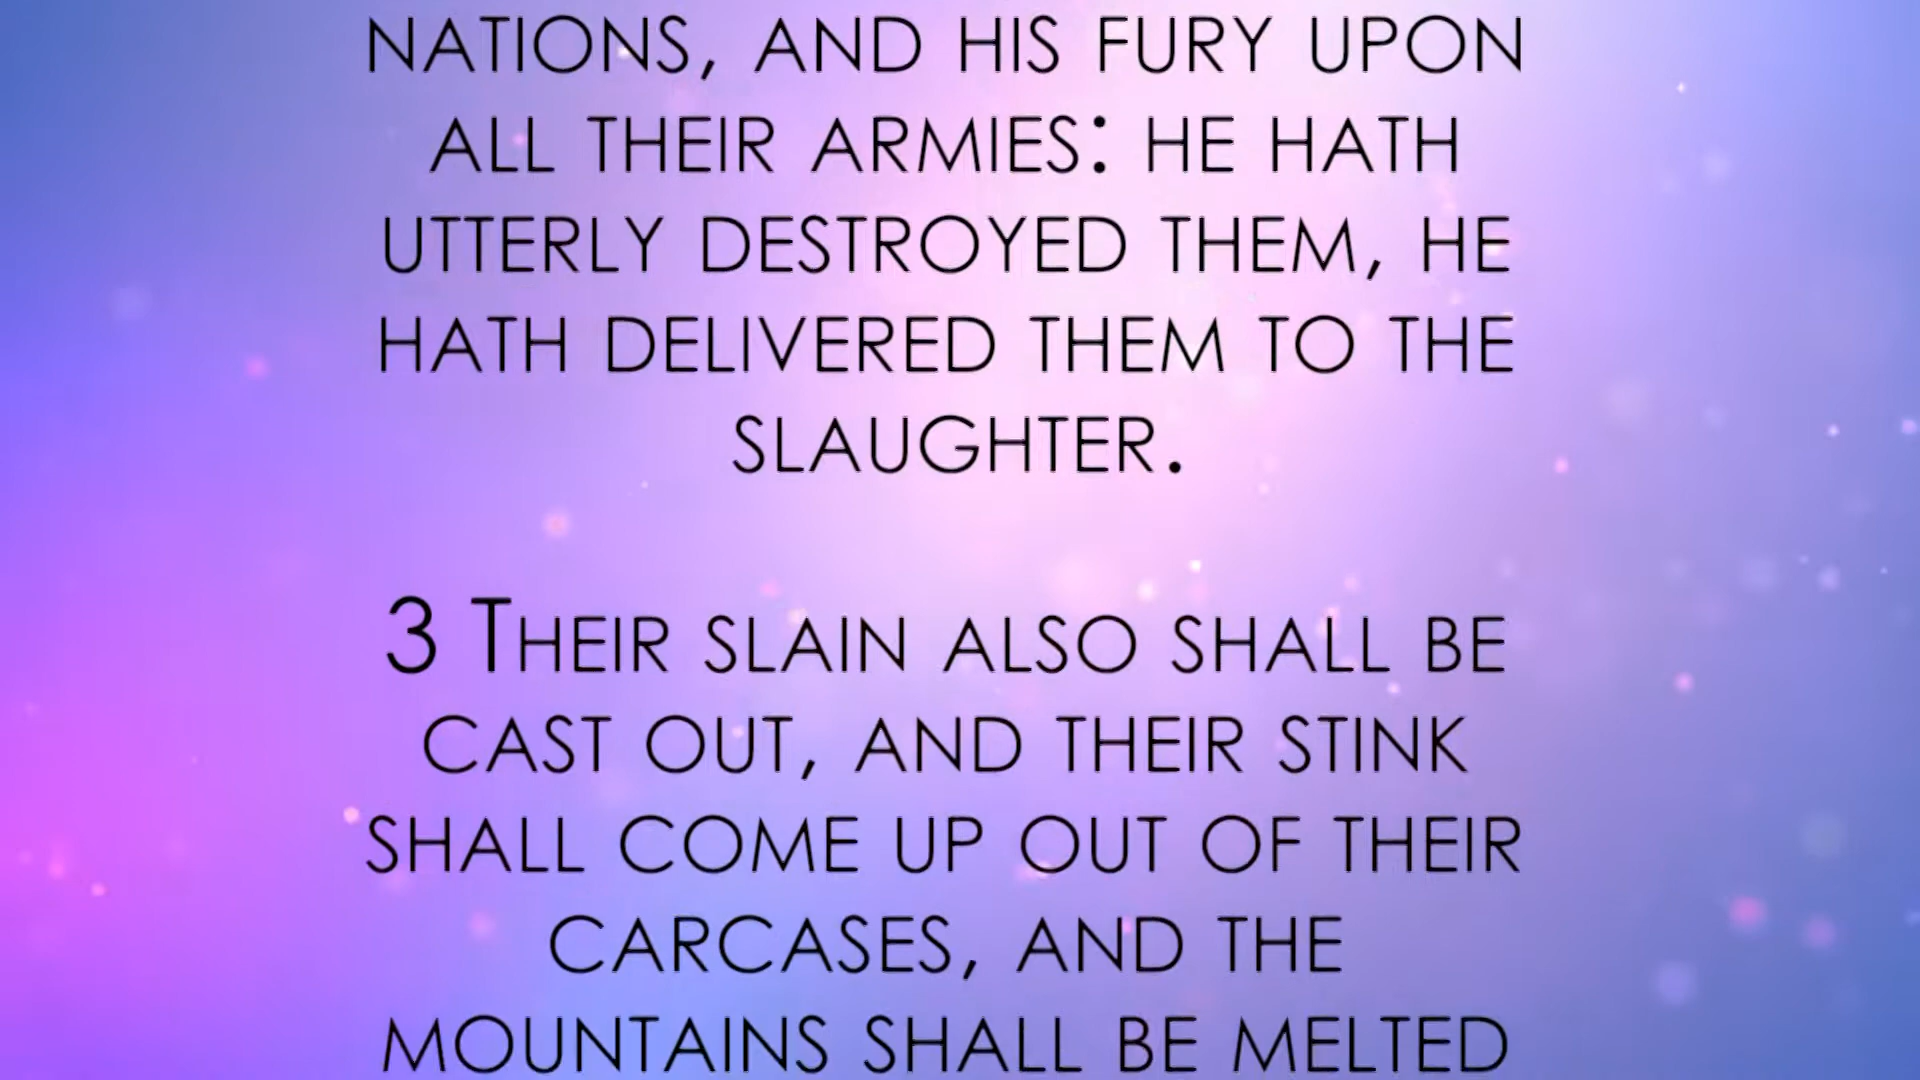 NATIONS, AND HIS FURY UPON
ALL THEIR ARMIES: HE HATH
UTTERLY DESTROYED THEM, HE
HATH DELIVERED THEM TO THE
SLAUGHTER.
3 THEIR SLAIN ALSO SHALL BE
CAST OUT, AND THEIR STINK
SHALL COME UP OUT OF THEIR
CARCASES, AND THE
MOUNTAINS SHALL BE MELTED